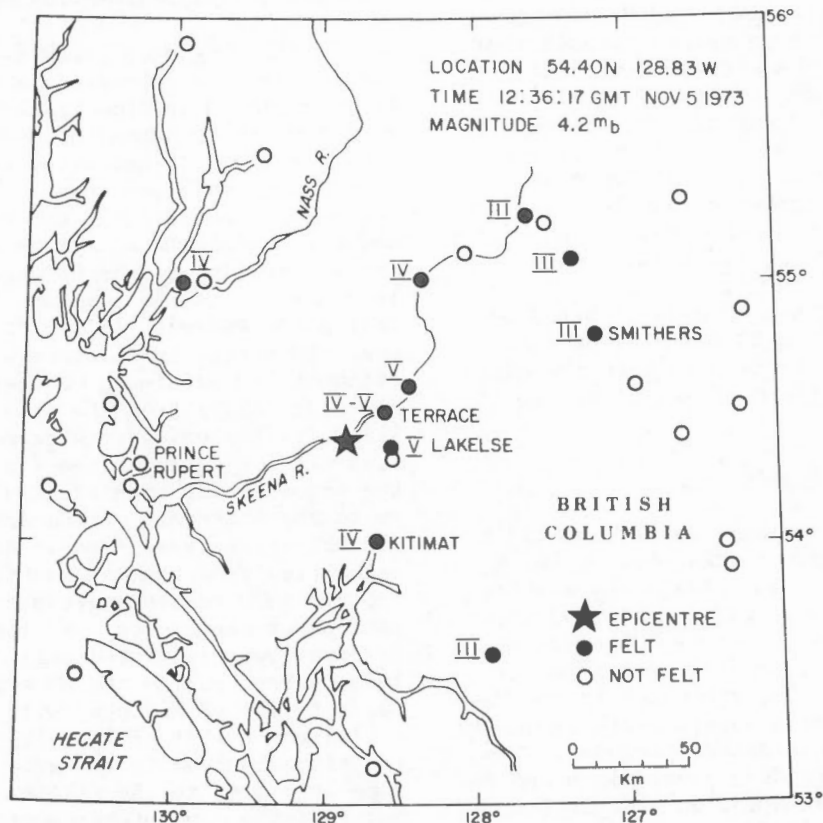 56°
LOCATION 54.40N 128.83W
TIME 12:36:17 GMT NOV 5 1973
MAGNITUDE 4.2 mb
NASS R.
III
III
IV
IV
55°
III SMITHERS
V
IV-V
TERRACE
V LAKELSE
PRINCE
RUPERT
SKEENA R.
BRITISH
COLUMBIA
IV KITIMAT
54°
III
EPICENTRE
FELT
NOT FELT
HECATE
STRAIT
0 50
Km
53°
130° 129° 128° 127°